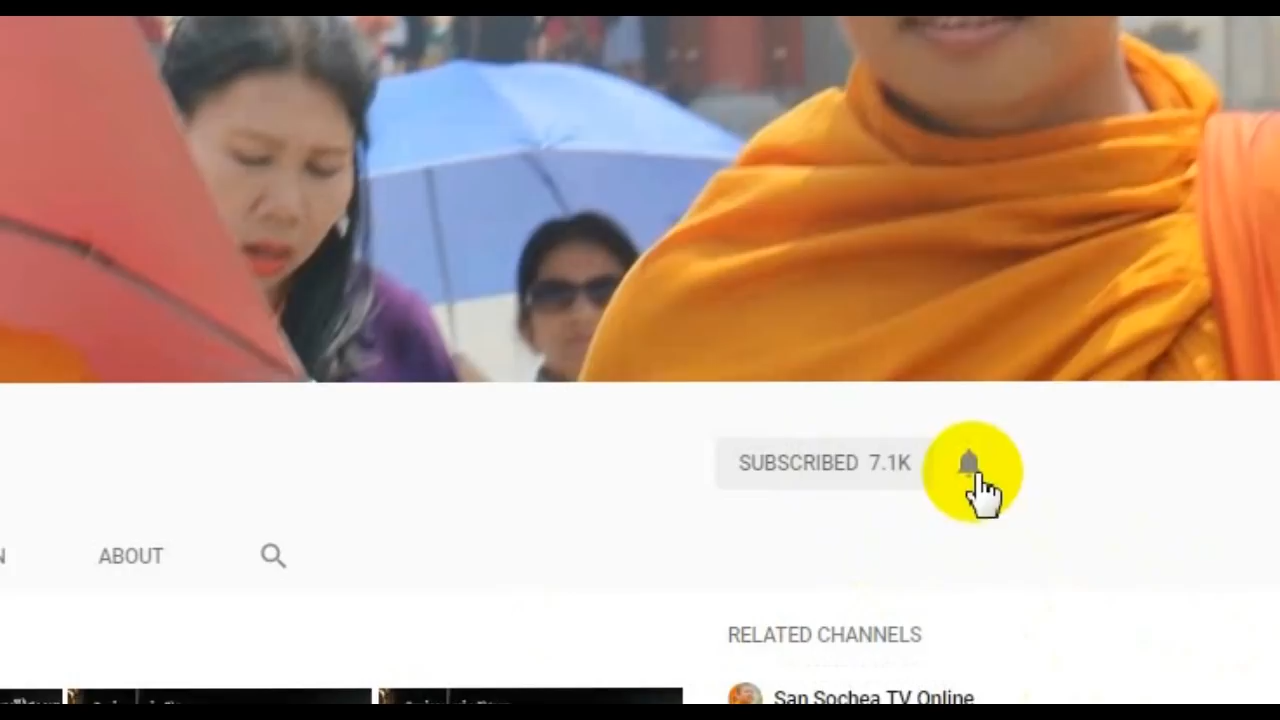 SUBSCRIBED 7.1K
ABOUT
RELATED CHANNELS
San Sochea TV Online